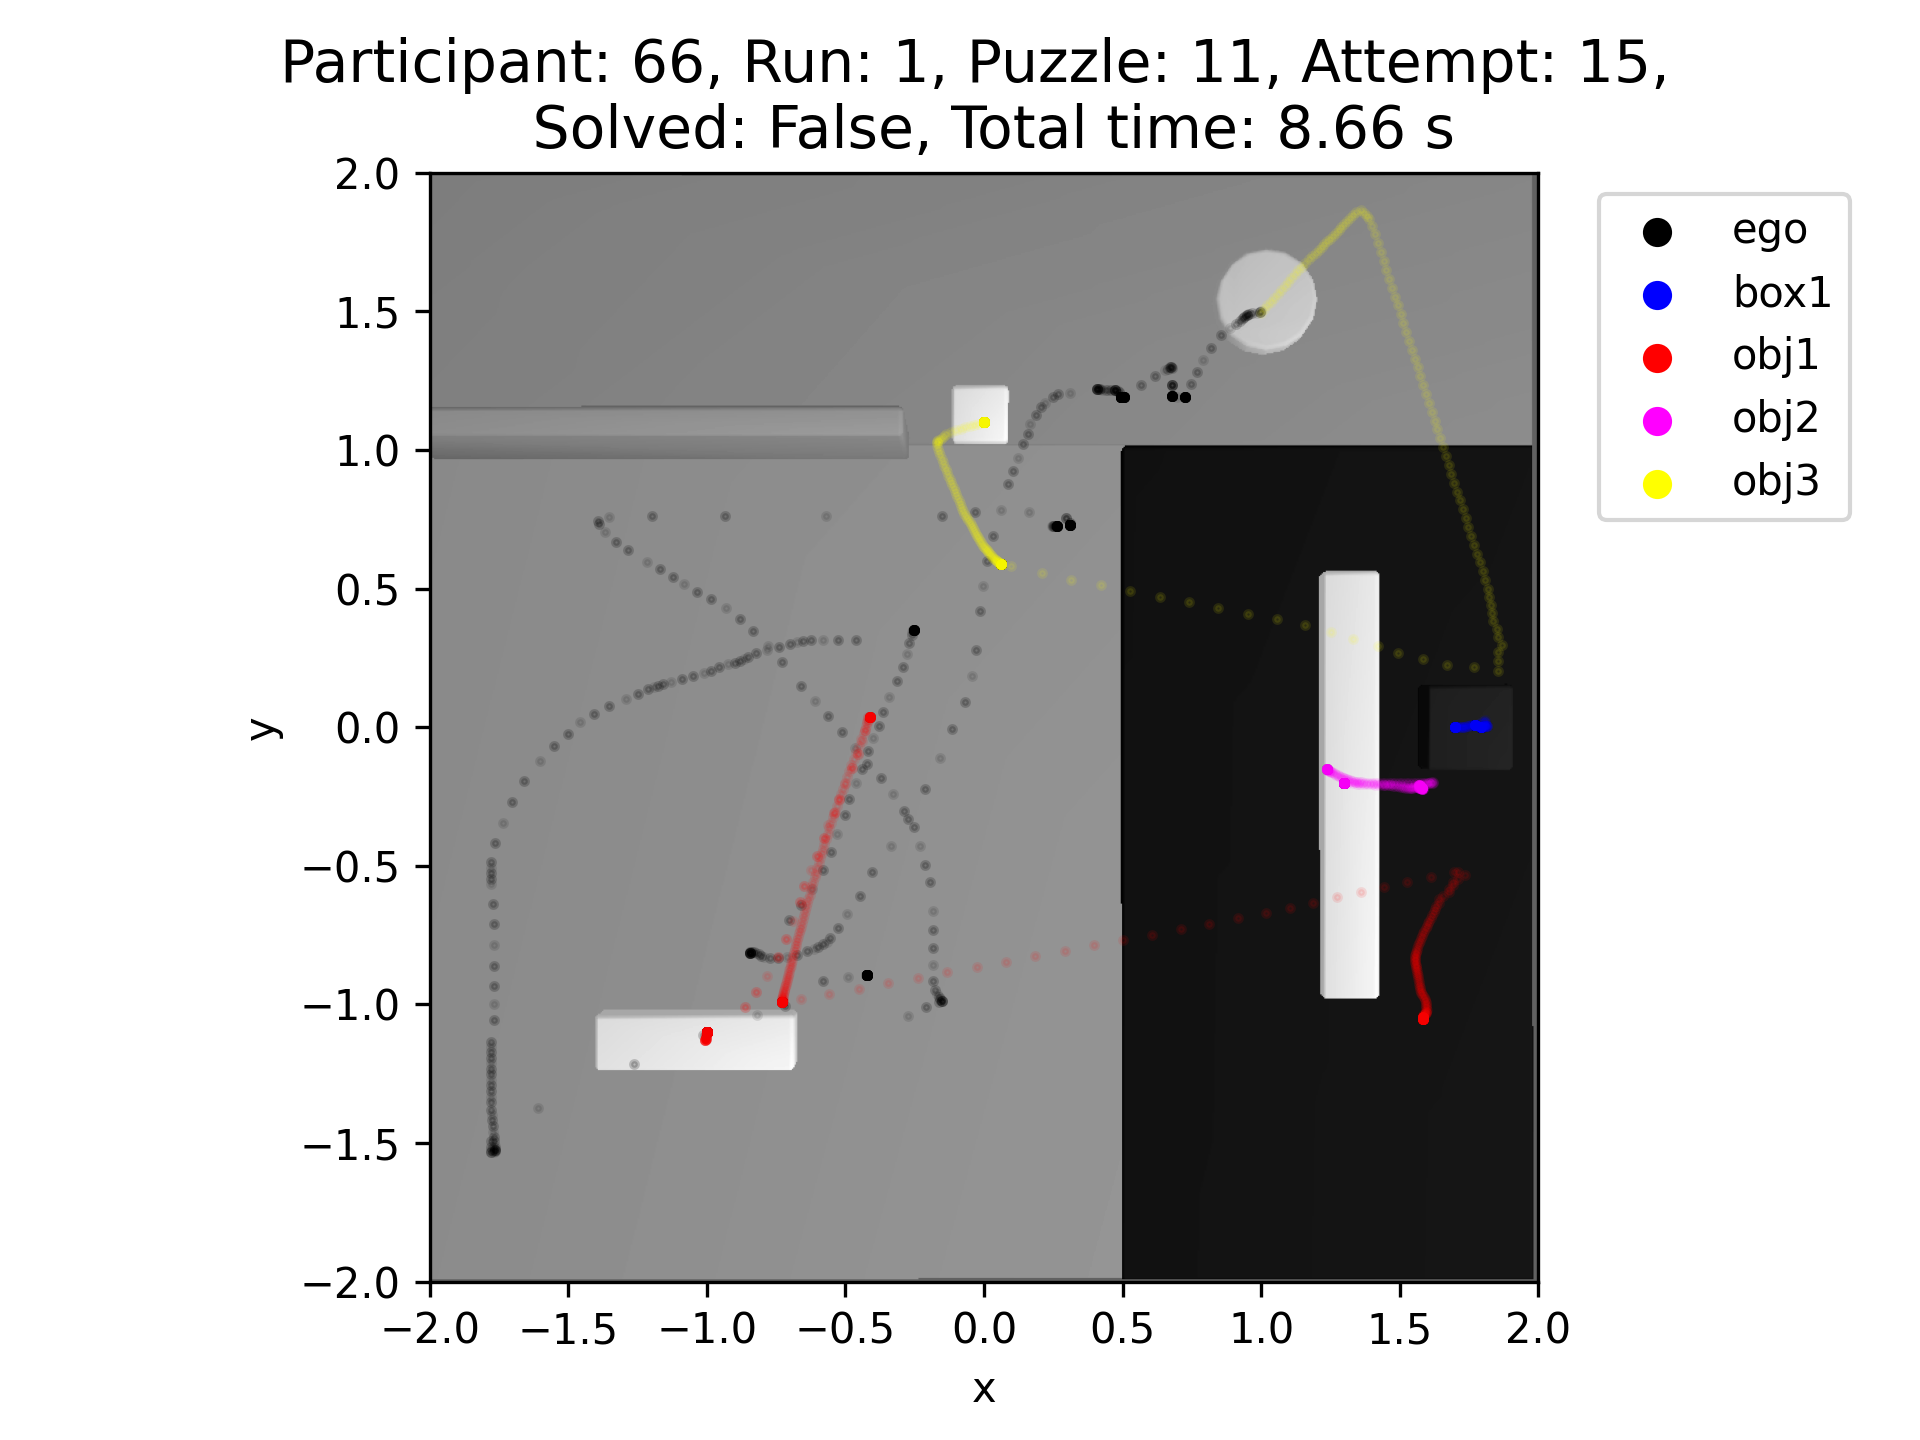 Participant: 66, Run: 1, Puzzle: 11, Attempt: 15,
Solved: False, Total time: 8.66 s
2.0
1.5
1.0
0.5
0.0
−0.5
−1.0
−1.5
−2.0
−2.0 −1.5 −1.0 −0.5 0.0 0.5 1.0 1.5 2.0
x
y
ego
box1
obj1
obj2
obj3